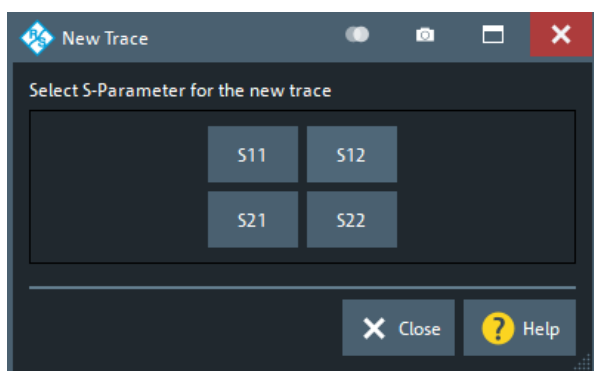 R/S New Trace
Select S-Parameter for the new trace
S11 S12
S21 S22
Close ? Help